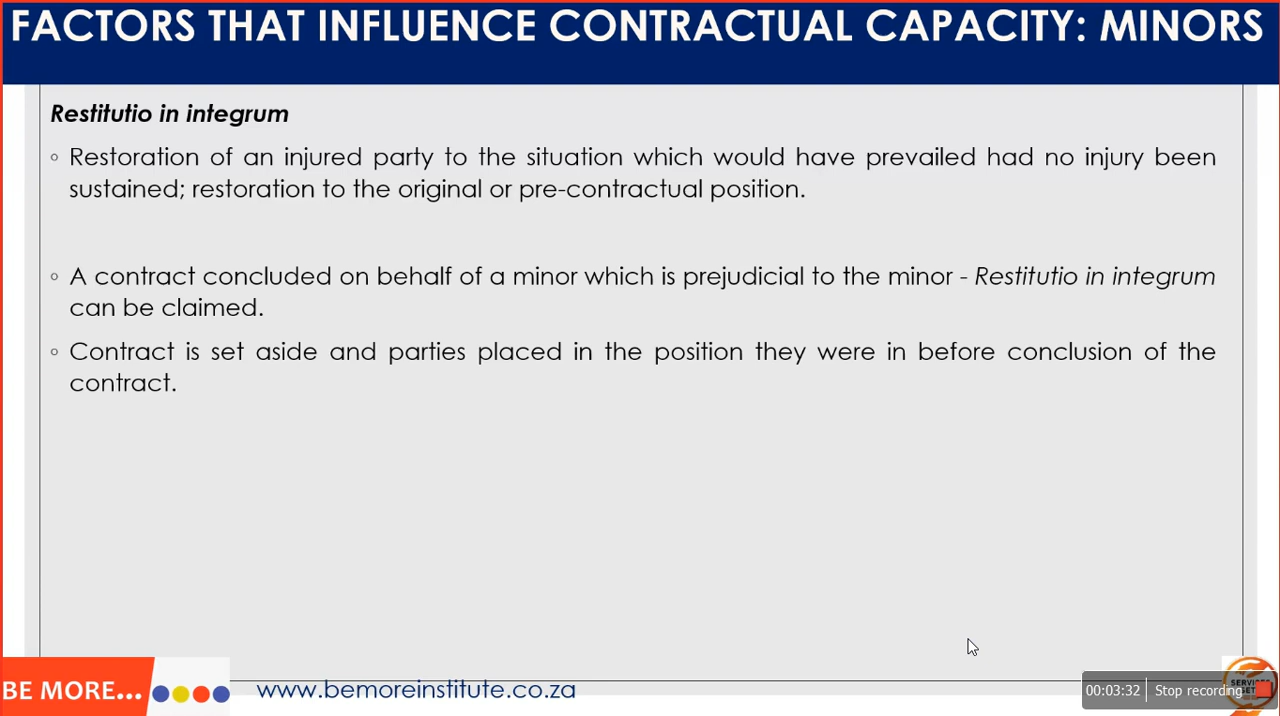 FACTORS THAT INFLUENCE CONTRACTUAL CAPACITY: MINORS
Restitutio in integrum
◦ Restoration of an injured party to the situation which would have prevailed had no injury been
sustained; restoration to the original or pre-contractual position.
◦ A contract concluded on behalf of a minor which is prejudicial to the minor - Restitutio in integrum
can be claimed.
◦ Contract is set aside and parties placed in the position they were in before conclusion of the
contract.
BE MORE...
www.bemoreinstitute.co.za
00:03:32
Stop recording